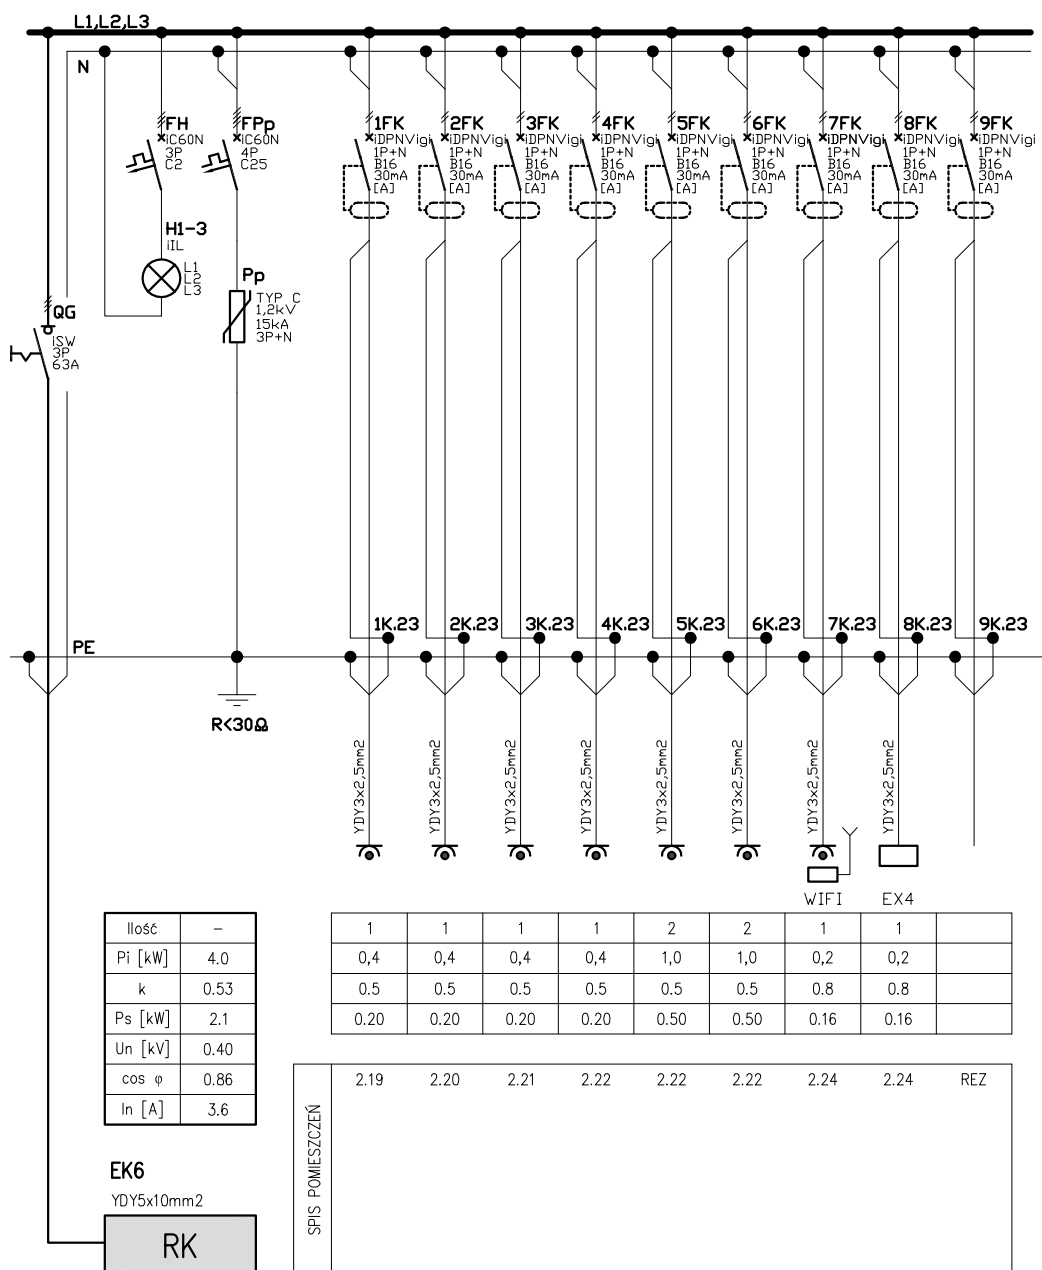 L1,L2,L3
N
FH
iC60N
3P
C2
FPp
iC60N
4P
C25
1FK
iDPNVigi
1P+N
B16
30mA
[A]
2FK
iDPNVigi
1P+N
B16
30mA
[A]
3FK
iDPNVigi
1P+N
B16
30mA
[A]
4FK
iDPNVigi
1P+N
B16
30mA
[A]
5FK
iDPNVigi
1P+N
B16
30mA
[A]
6FK
iDPNVigi
1P+N
B16
30mA
[A]
7FK
iDPNVigi
1P+N
B16
30mA
[A]
8FK
iDPNVigi
1P+N
B16
30mA
[A]
9FK
iDPNVigi
1P+N
B16
30mA
[A]
H1-3
iIL
L1
L2
L3
Pp
TYP C
1,2kV
15kA
3P+N
QG
iSW
3P
63A
1K.23 2K.23 3K.23 4K.23 5K.23 6K.23 7K.23 8K.23 9K.23
PE
R<30Ω
YDY3x2,5mm2
YDY3x2,5mm2
YDY3x2,5mm2
YDY3x2,5mm2
YDY3x2,5mm2
YDY3x2,5mm2
YDY3x2,5mm2
YDY3x2,5mm2
WIFI EX4
Ilość –
Pi [kW] 4.0
k 0.53
Ps [kW] 2.1
Un [kV] 0.40
cos φ 0.86
In [A] 3.6
1 1 1 1 2 2 1 1
0,4 0,4 0,4 0,4 1,0 1,0 0,2 0,2
0.5 0.5 0.5 0.5 0.5 0.5 0.8 0.8
0.20 0.20 0.20 0.20 0.50 0.50 0.16 0.16
SPIS POMIESZCZEŃ
2.19 2.20 2.21 2.22 2.22 2.22 2.24 2.24 REZ
EK6
YDY5x10mm2
RK